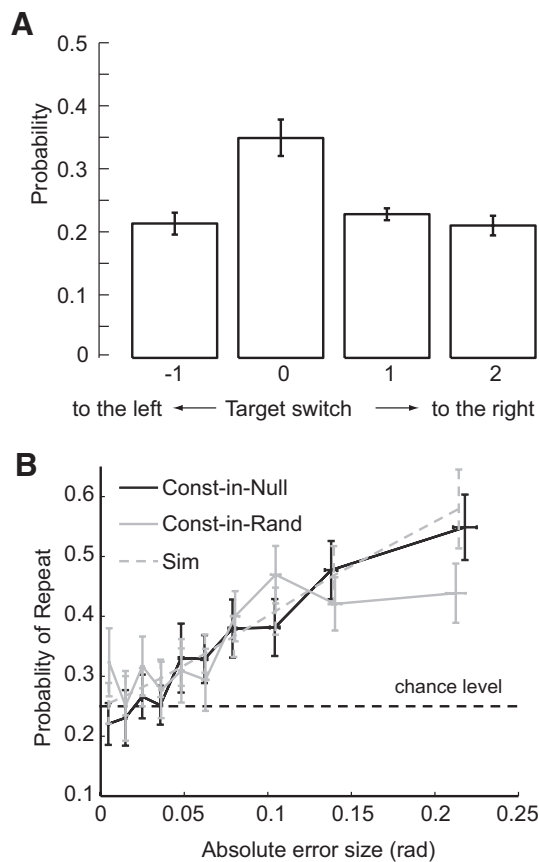 A
0.5
0.4
0.3
0.2
0.1
0
Probability
-1 0 1 2
to the left Target switch to the right
B
Const-in-Null
Const-in-Rand
Sim
chance level
0.6
0.5
0.4
0.3
0.2
0.1
Probablity of Repeat
0 0.05 0.1 0.15 0.2 0.25
Absolute error size (rad)